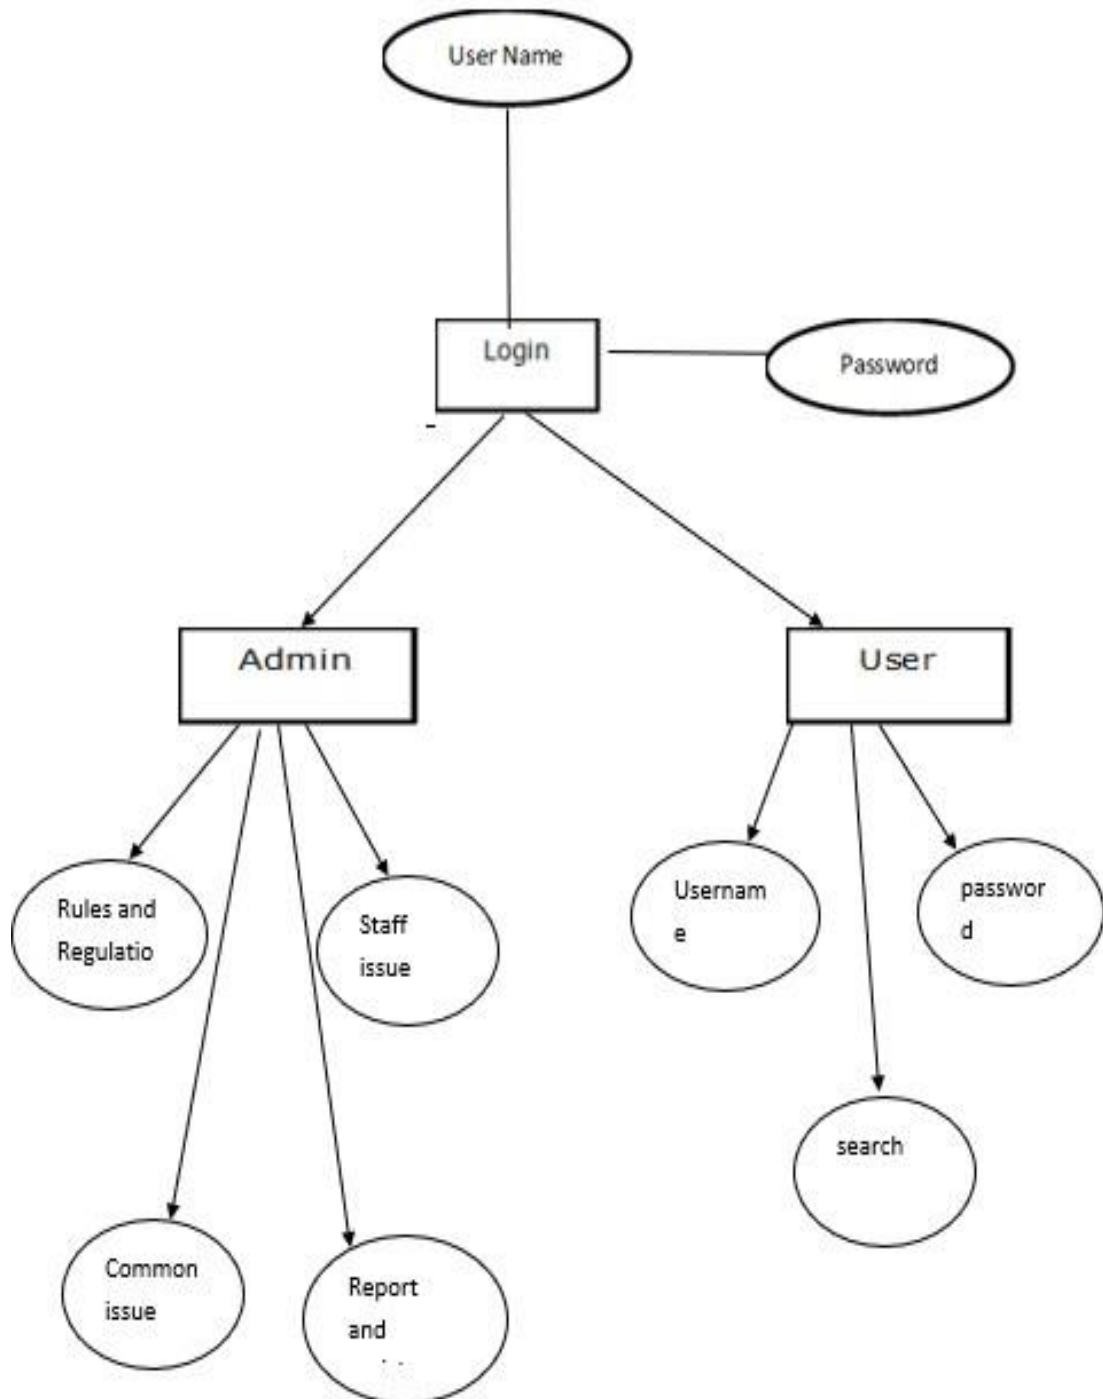 User Name
Login
Password
Admin
User
Rules and
Regulatio
Staff
issue
Usernam
e
passwor
d
search
Common
issue
Report
and